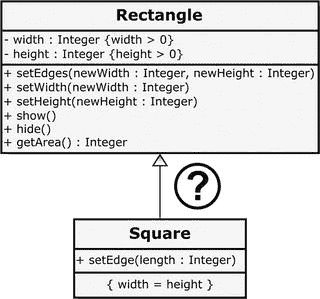 Rectangle
- width : Integer {width > 0}
- height : Integer {height > 0}
+ setEdges(newWidth : Integer, newHeight : Integer)
+ setWidth(newWidth : Integer)
+ setHeight(newHeight : Integer)
+ show()
+ hide()
+ getArea() : Integer
?
Square
+ setEdge(length : Integer)
{ width = height }